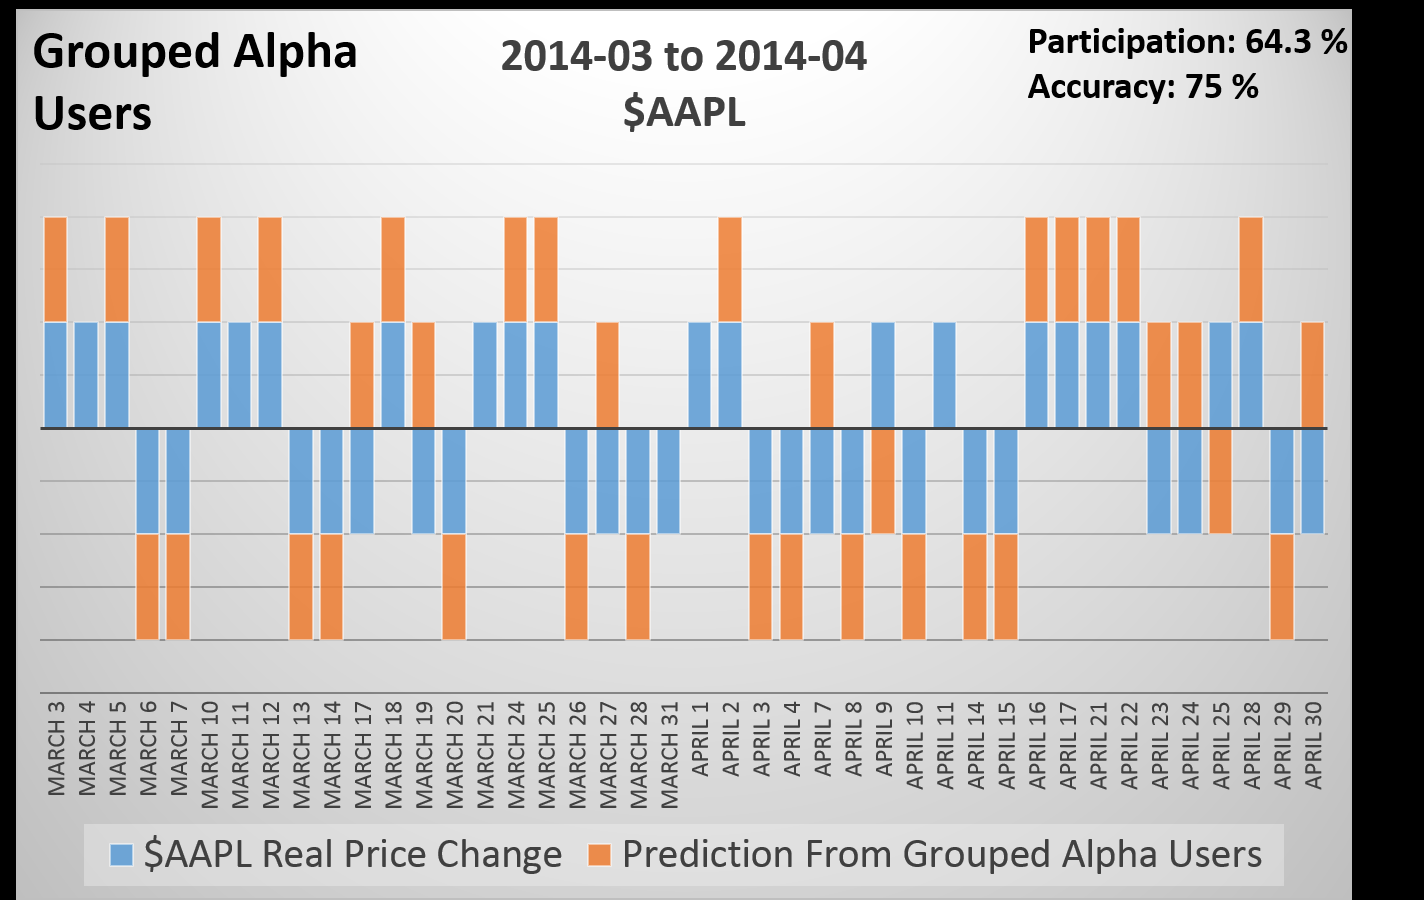 Grouped Alpha
Users
2014-03 to 2014-04
$AAPL
Participation: 64.3 %
Accuracy: 75 %
MARCH 3
MARCH 4
MARCH 5
MARCH 6
MARCH 7
MARCH 10
MARCH 11
MARCH 12
MARCH 13
MARCH 14
MARCH 17
MARCH 18
MARCH 19
MARCH 20
MARCH 21
MARCH 24
MARCH 25
MARCH 26
MARCH 27
MARCH 28
MARCH 31
APRIL 1
APRIL 2
APRIL 3
APRIL 4
APRIL 7
APRIL 8
APRIL 9
APRIL 10
APRIL 11
APRIL 14
APRIL 15
APRIL 16
APRIL 17
APRIL 21
APRIL 22
APRIL 23
APRIL 24
APRIL 25
APRIL 28
APRIL 29
APRIL 30
$AAPL Real Price Change
Prediction From Grouped Alpha Users